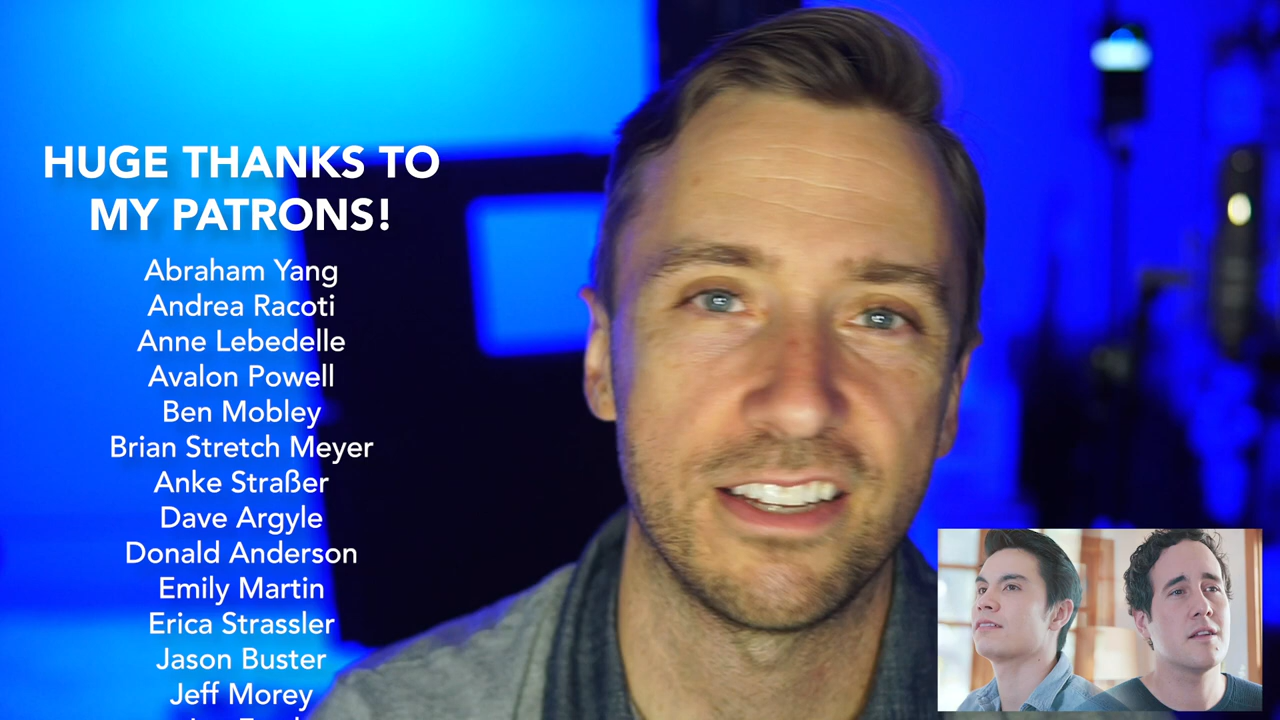 HUGE THANKS TO
MY PATRONS!
Abraham Yang
Andrea Racoti
Anne Lebedelle
Avalon Powell
Ben Mobley
Brian Stretch Meyer
Anke Straßer
Dave Argyle
Donald Anderson
Emily Martin
Erica Strassler
Jason Buster
Jeff Morey